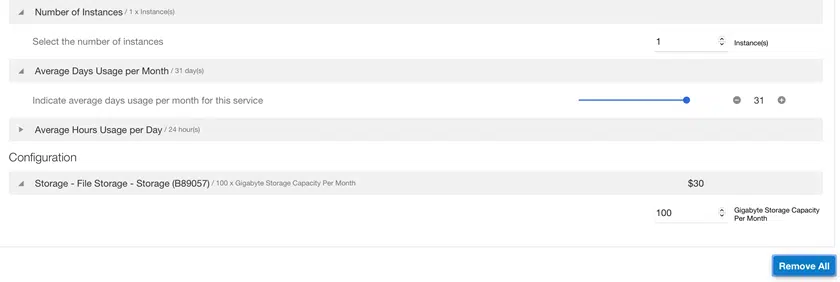 Number of Instances / 1 x Instance(s)
Select the number of instances 1 Instance(s)
Average Days Usage per Month / 31 day(s)
Indicate average days usage per month for this service 31
Average Hours Usage per Day / 24 hour(s)
Configuration
Storage - File Storage - Storage (B89057) / 100 x Gigabyte Storage Capacity Per Month $30
100 Gigabyte Storage Capacity
Per Month
Remove All